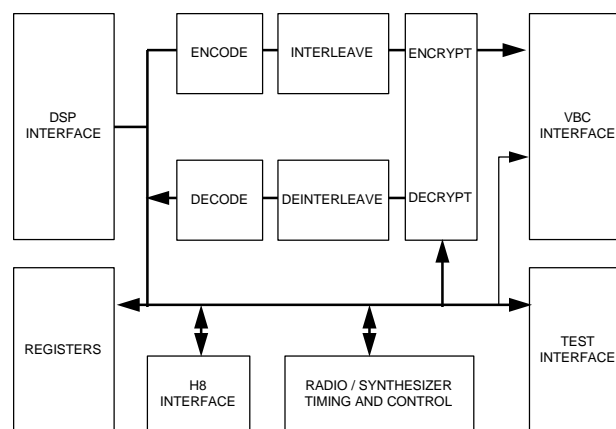 ENCODE
INTERLEAVE
ENCRYPT
DSP
INTERFACE
VBC
INTERFACE
DECODE
DEINTERLEAVE
DECRYPT
REGISTERS
TEST
INTERFACE
H8
INTERFACE
RADIO / SYNTHESIZER
TIMING AND CONTROL